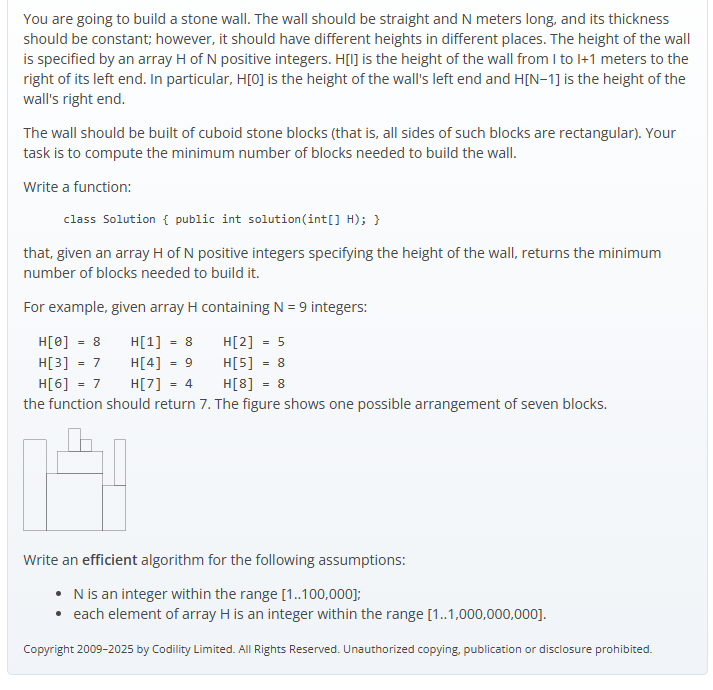 You are going to build a stone wall. The wall should be straight and N meters long, and its thickness
should be constant; however, it should have different heights in different places. The height of the wall
is specified by an array H of N positive integers. H[I] is the height of the wall from I to I+1 meters to the
right of its left end. In particular, H[0] is the height of the wall's left end and H[N−1] is the height of the
wall's right end.
The wall should be built of cuboid stone blocks (that is, all sides of such blocks are rectangular). Your
task is to compute the minimum number of blocks needed to build the wall.
Write a function:
class Solution { public int solution(int[] H); }
that, given an array H of N positive integers specifying the height of the wall, returns the minimum
number of blocks needed to build it.
For example, given array H containing N = 9 integers:
H[0] = 8 H[1] = 8 H[2] = 5
H[3] = 7 H[4] = 9 H[5] = 8
H[6] = 7 H[7] = 4 H[8] = 8
the function should return 7. The figure shows one possible arrangement of seven blocks.
Write an efficient algorithm for the following assumptions:
• N is an integer within the range [1..100,000];
• each element of array H is an integer within the range [1..1,000,000,000].
Copyright 2009–2025 by Codility Limited. All Rights Reserved. Unauthorized copying, publication or disclosure prohibited.